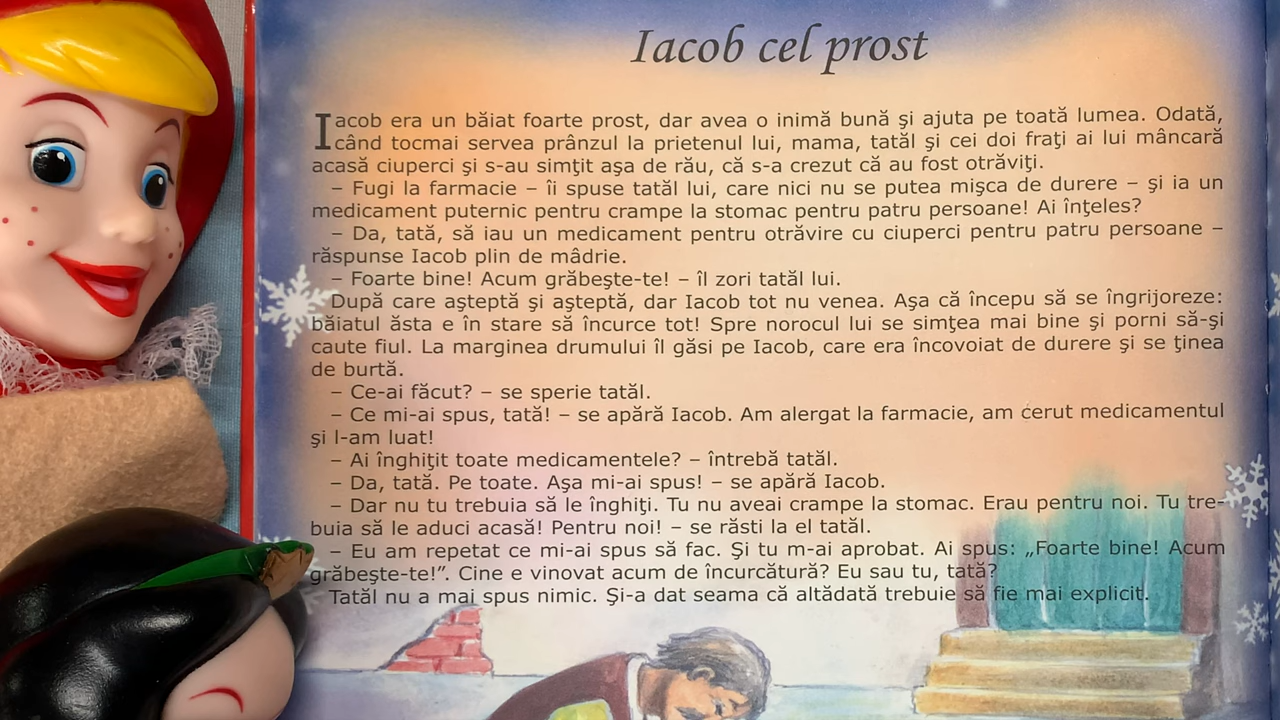 Iacob cel prost
Iacob era un băiat foarte prost, dar avea o inimă bună şi ajuta pe toată lumea. Odată,
când tocmai servea prânzul la prietenul lui, mama, tatăl şi cei doi fraţi ai lui mâncară
acasă ciuperci şi s-au simţit aşa de rău, că s-a crezut că au fost otrăviţi.
– Fugi la farmacie – îi spuse tatăl lui, care nici nu se putea mişca de durere – şi ia un
medicament puternic pentru crampe la stomac pentru patru persoane! Ai înţeles?
– Da, tată, să iau un medicament pentru otrăvire cu ciuperci pentru patru persoane –
răspunse Iacob plin de mâdrie.
– Foarte bine! Acum grăbeşte-te! – îl zori tatăl lui.
După care aşteptă şi aşteptă, dar Iacob tot nu venea. Aşa că începu să se îngrijoreze:
băiatul ăsta e în stare să încurce tot! Spre norocul lui se simţea mai bine şi porni să-şi
caute fiul. La marginea drumului îl găsi pe Iacob, care era încovoiat de durere şi se ţinea
de burtă.
– Ce-ai făcut? – se sperie tatăl.
– Ce mi-ai spus, tată! – se apără Iacob. Am alergat la farmacie, am cerut medicamentul
şi l-am luat!
– Ai înghiţit toate medicamentele? – întrebă tatăl.
– Da, tată. Pe toate. Aşa mi-ai spus! – se apără Iacob.
– Dar nu tu trebuia să le înghiţi. Tu nu aveai crampe la stomac. Erau pentru noi. Tu tre-
buia să le aduci acasă! Pentru noi! – se răsti la el tatăl.
– Eu am repetat ce mi-ai spus să fac. Şi tu m-ai aprobat. Ai spus: „Foarte bine! Acum
grăbeşte-te!”. Cine e vinovat acum de încurcătură? Eu sau tu, tată?
Tatăl nu a mai spus nimic. Şi-a dat seama că altădată trebuie să fie mai explicit.